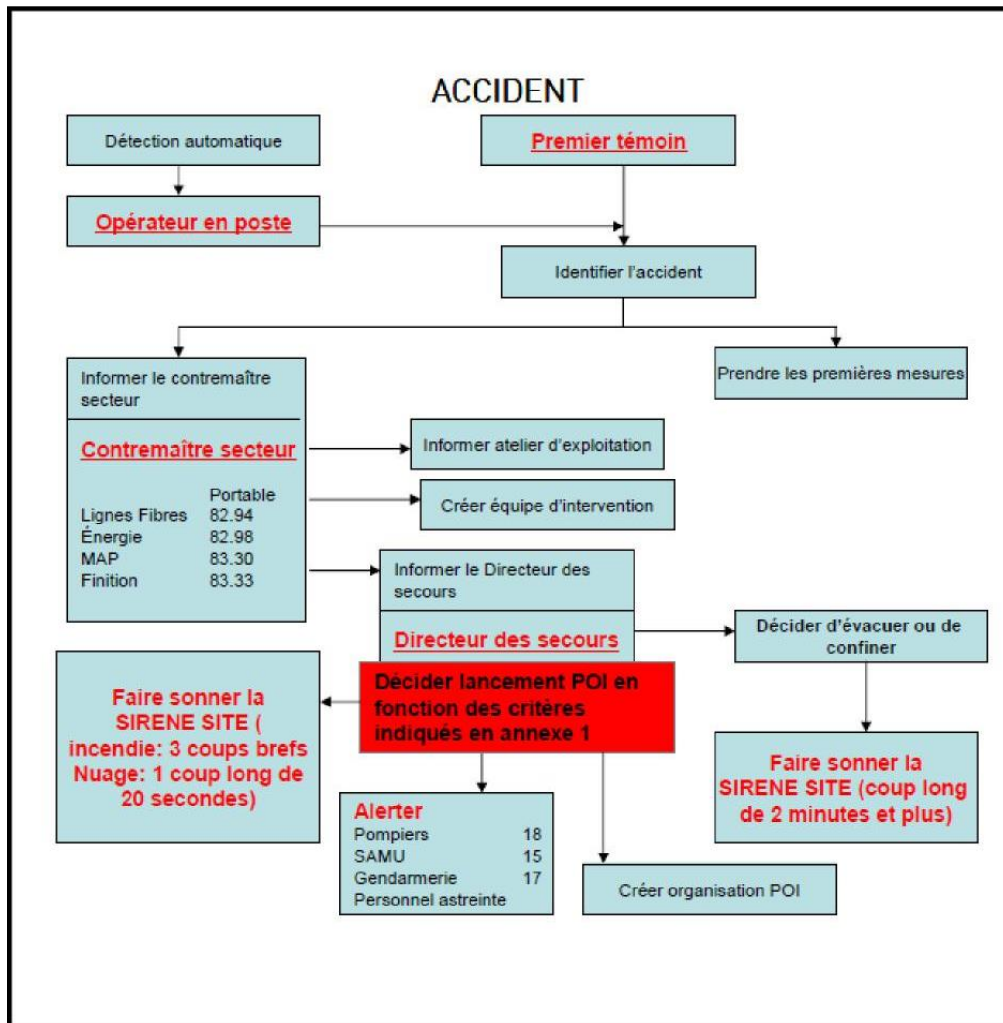 ACCIDENT
Détection automatique
Premier témoin
Opérateur en poste
Identifier l'accident
Informer le contremaître
secteur
Prendre les premières mesures
Contremaître secteur
Informer atelier d'exploitation
Portable
Lignes Fibres 82.94
Énergie 82.98
MAP 83.30
Finition 83.33
Créer équipe d'intervention
Informer le Directeur des
secours
Directeur des secours
Décider d'évacuer ou de
confiner
Décider lancement POI en
fonction des critères
indiqués en annexe 1
Faire sonner la
SIRENE SITE (
incendie: 3 coups brefs
Nuage: 1 coup long de
20 secondes)
Faire sonner la
SIRENE SITE (coup long
de 2 minutes et plus)
Alerter
Pompiers 18
SAMU 15
Gendarmerie 17
Personnel astreinte
Créer organisation POI